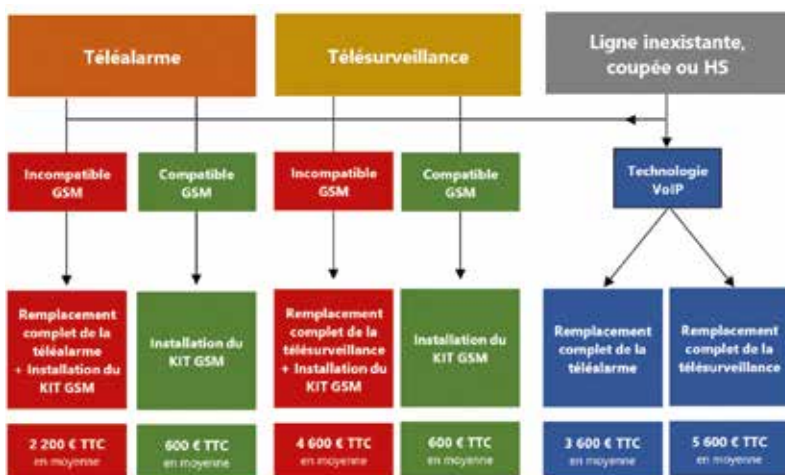 Téléalarme
Télésurveillance
Ligne inexistante,
coupée ou HS
Incompatible
GSM
Compatible
GSM
Incompatible
GSM
Compatible
GSM
Technologie
VoIP
Remplacement
complet de la
téléalarme
+ Installation du
KIT GSM
Installation du
KIT GSM
Remplacement
complet de la
télésurveillance
+ Installation du
KIT GSM
Installation du
KIT GSM
Remplacement
complet de la
téléalarme
Remplacement
complet de la
télésurveillance
2 200 € TTC
en moyenne
600 € TTC
en moyenne
4 600 € TTC
en moyenne
600 € TTC
en moyenne
3 600 € TTC
en moyenne
5 600 € TTC
en moyenne